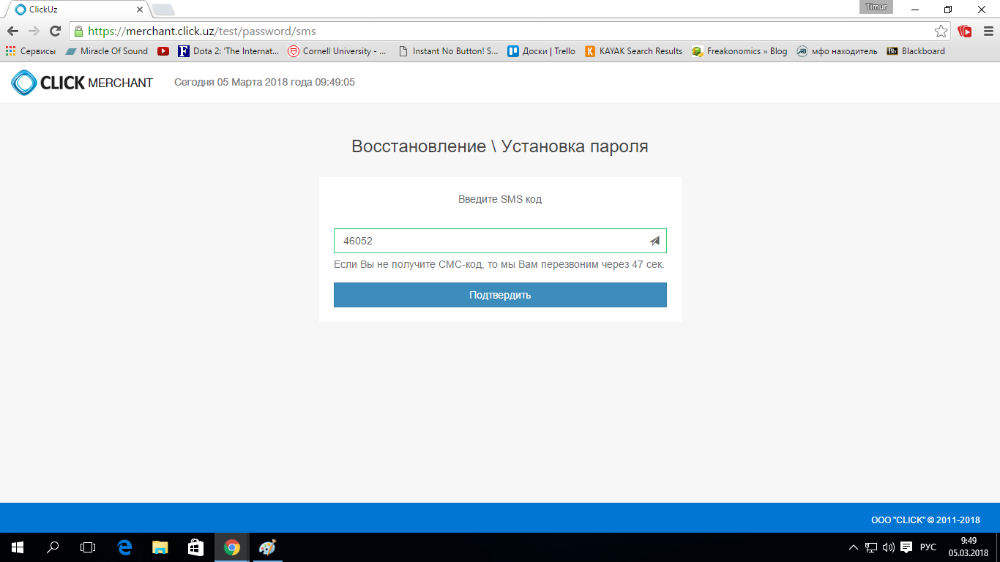 ClickUz
Timur
https://merchant.click.uz/test/password/sms
Сервисы Miracle Of Sound Dota 2: 'The Internat... Cornell University - ... Instant No Button! S... Доски | Trello KAYAK Search Results Freakonomics » Blog мфо находитель Blackboard
CLICK MERCHANT Сегодня 05 Марта 2018 года 09:49:05
Восстановление \ Установка пароля
Введите SMS код
46052
Если Вы не получите СМС-код, то мы Вам перезвоним через 47 сек.
Подтвердить
ООО "CLICK" © 2011-2018
РУС
9:49
05.03.2018